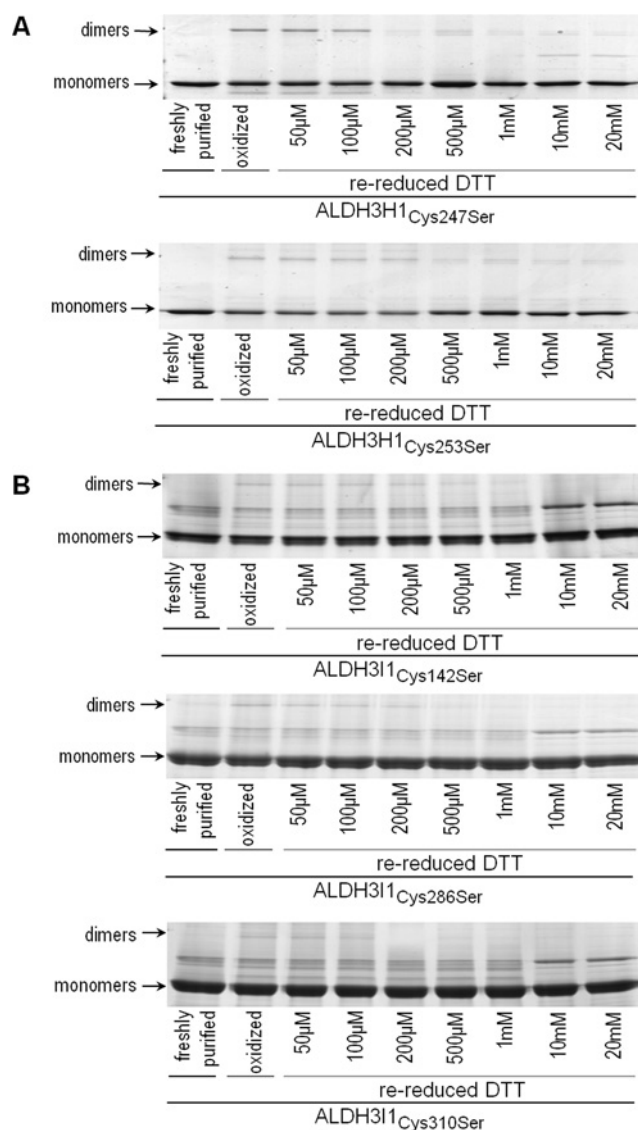 A
dimers
monomers
freshly purified
oxidized
50µM
100µM
200µM
500µM
1mM
10mM
20mM
re-reduced DTT
ALDH3H1Cys247Ser
dimers
monomers
freshly purified
oxidized
50µM
100µM
200µM
500µM
1mM
10mM
20mM
re-reduced DTT
ALDH3H1Cys253Ser
B
dimers
monomers
freshly purified
oxidized
50µM
100µM
200µM
500µM
1mM
10mM
20mM
re-reduced DTT
ALDH3I1Cys142Ser
dimers
monomers
freshly purified
oxidized
50µM
100µM
200µM
500µM
1mM
10mM
20mM
re-reduced DTT
ALDH3I1Cys286Ser
dimers
monomers
freshly purified
oxidized
50µM
100µM
200µM
500µM
1mM
10mM
20mM
re-reduced DTT
ALDH3I1Cys310Ser